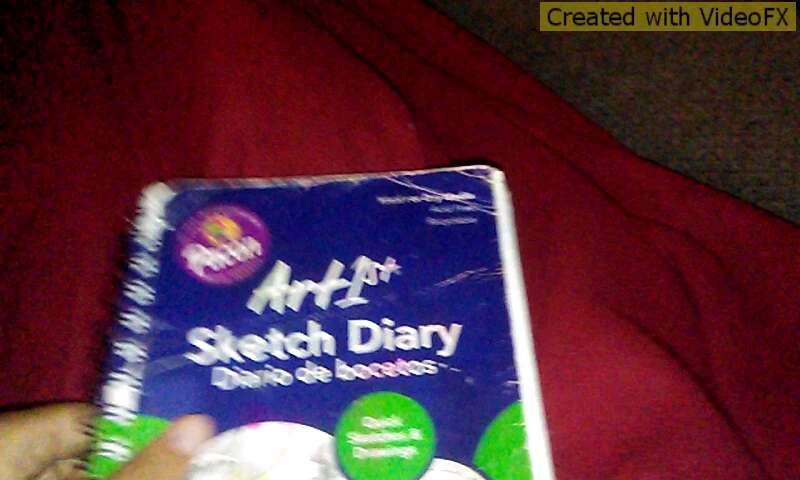 Created with VideoFX
Pacon
Art1st
Sketch Diary
Diario de bocetos
Quick
Sketches &
Drawings